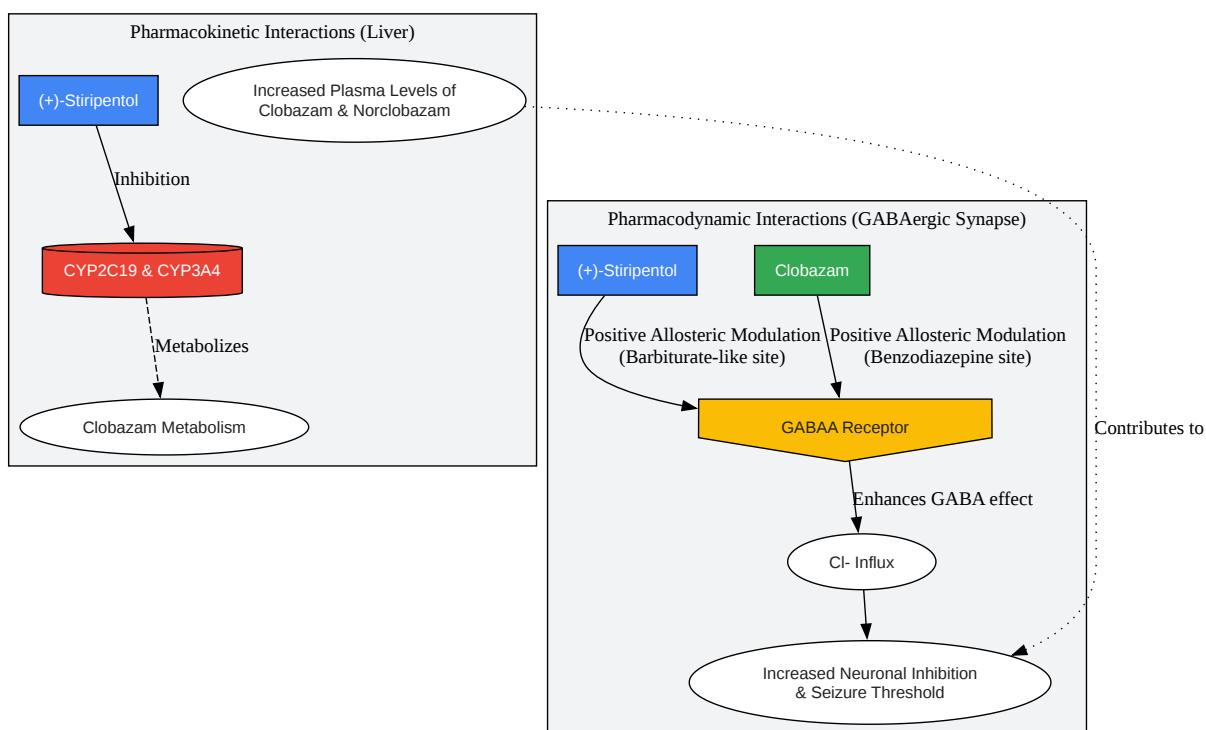 Pharmacokinetic Interactions (Liver)
(+)-Stiripentol
Increased Plasma Levels of
Clobazam & Norclobazam
Inhibition
CYP2C19 & CYP3A4
Metabolizes
Clobazam Metabolism
Pharmacodynamic Interactions (GABAergic Synapse)
(+)-Stiripentol
Clobazam
Positive Allosteric Modulation
(Barbiturate-like site)
Positive Allosteric Modulation
(Benzodiazepine site)
GABAA Receptor
Contributes to
Enhances GABA effect
Cl- Influx
Increased Neuronal Inhibition
& Seizure Threshold